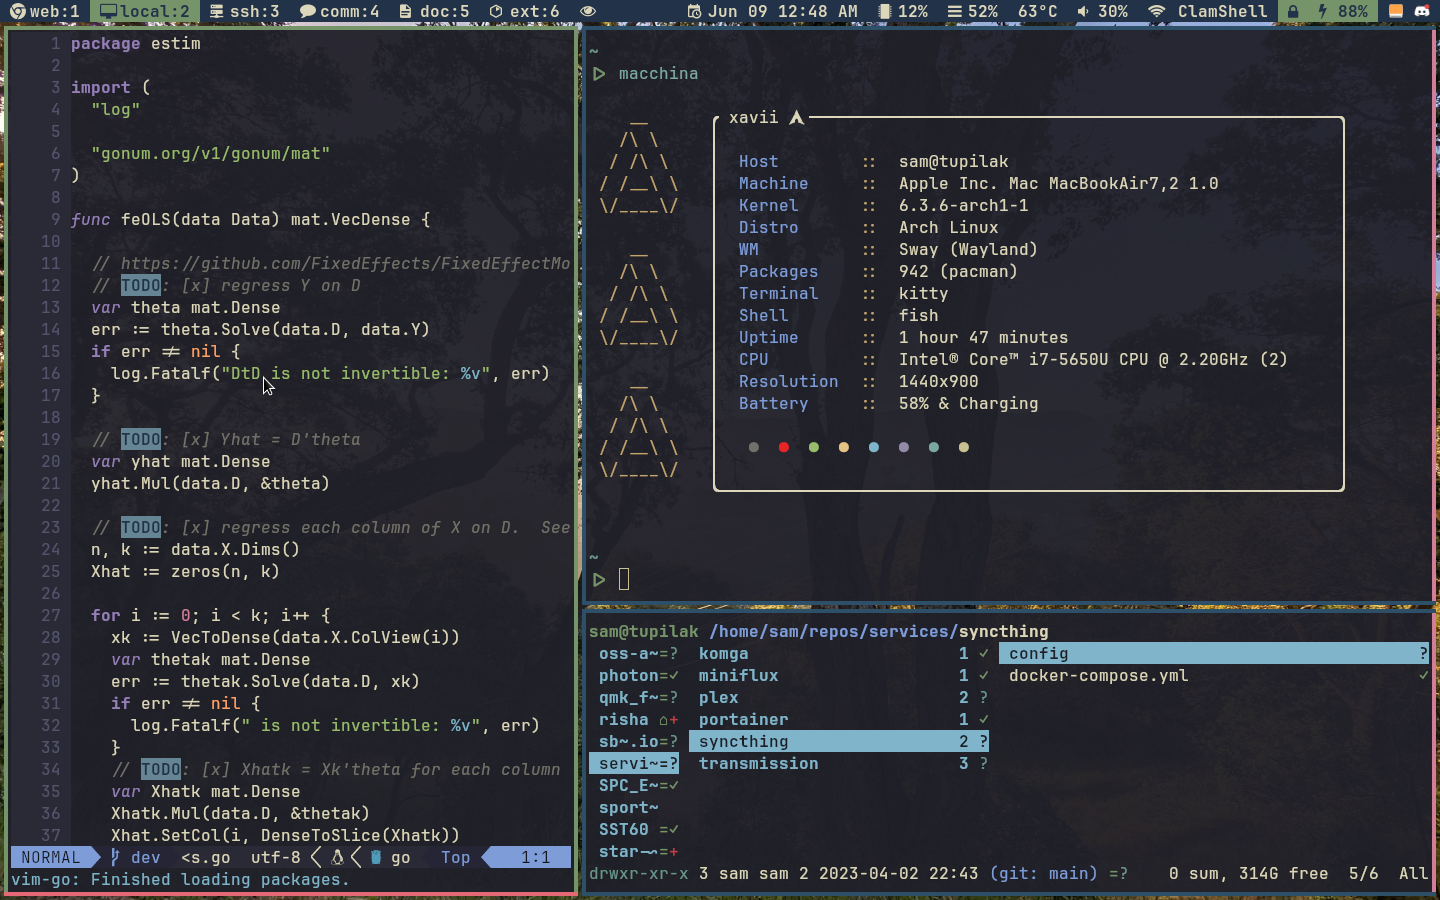 web:1 local:2 ssh:3 comm:4 doc:5 ext:6 Jun 09 12:48 AM 12% 52% 63°C 30% ClamShell 88%
1 package estim
2
3 import (
4 "log"
5
6 "gonum.org/v1/gonum/mat"
7 )
8
9 func feOLS(data Data) mat.VecDense {
10
11 // https://github.com/FixedEffects/FixedEffectMo
12 // TODO: [x] regress Y on D
13 var theta mat.Dense
14 err := theta.Solve(data.D, data.Y)
15 if err != nil {
16 log.Fatalf("DtD is not invertible: %v", err)
17 }
18
19 // TODO: [x] Yhat = D'theta
20 var yhat mat.Dense
21 yhat.Mul(data.D, &theta)
22
23 // TODO: [x] regress each column of X on D.  See
24 n, k := data.X.Dims()
25 Xhat := zeros(n, k)
26
27 for i := 0; i < k; i++ {
28 xk := VecToDense(data.X.ColView(i))
29 var thetak mat.Dense
30 err := thetak.Solve(data.D, xk)
31 if err != nil {
32 log.Fatalf(" is not invertible: %v", err)
33 }
34 // TODO: [x] Xhatk = Xk'theta for each column
35 var Xhatk mat.Dense
36 Xhatk.Mul(data.D, &thetak)
37 Xhat.SetCol(i, DenseToSlice(Xhatk))
NORMAL dev <s.go utf-8 go Top 1:1
vim-go: Finished loading packages.
~
macchina
xavii
Host :: sam@tupilak
Machine :: Apple Inc. Mac MacBookAir7,2 1.0
Kernel :: 6.3.6-arch1-1
Distro :: Arch Linux
WM :: Sway (Wayland)
Packages :: 942 (pacman)
Terminal :: kitty
Shell :: fish
Uptime :: 1 hour 47 minutes
CPU :: Intel® Core™ i7-5650U CPU @ 2.20GHz (2)
Resolution :: 1440x900
Battery :: 58% & Charging
~
sam@tupilak /home/sam/repos/services/syncthing
oss-a~=? komga 1 ✓ config ?
photon=✓ miniflux 1 ✓ docker-compose.yml ✓
qmk_f~=? plex 2 ?
risha ⌂+ portainer 1 ✓
sb~.io=? syncthing 2 ?
servi~=? transmission 3 ?
SPC_E~=✓
sport~
SST60 =✓
star-~=+
drwxr-xr-x 3 sam sam 2 2023-04-02 22:43 (git: main) =? 0 sum, 314G free 5/6 All